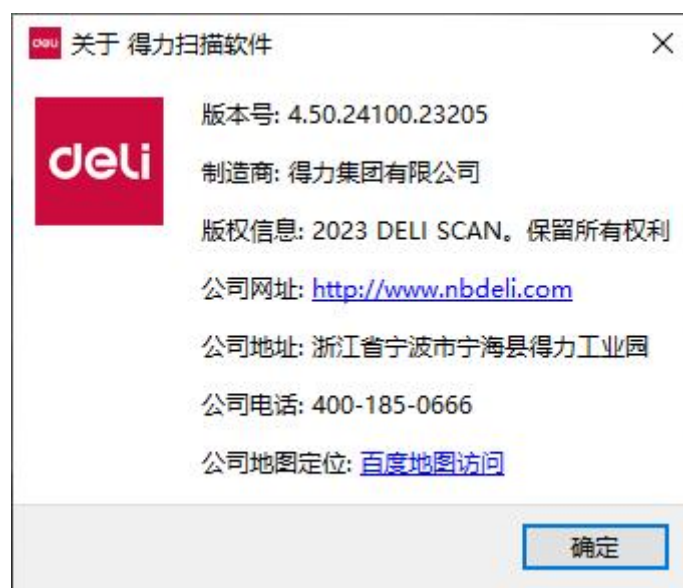 deli 关于 得力扫描软件
deli
版本号: 4.50.24100.23205
制造商: 得力集团有限公司
版权信息: 2023 DELI SCAN。保留所有权利
公司网址: http://www.nbdeli.com
公司地址: 浙江省宁波市宁海县得力工业园
公司电话: 400-185-0666
公司地图定位: 百度地图访问
确定